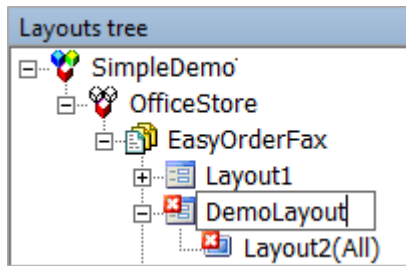 Layouts tree
SimpleDemo
OfficeStore
EasyOrderFax
Layout1
DemoLayout
Layout2(All)